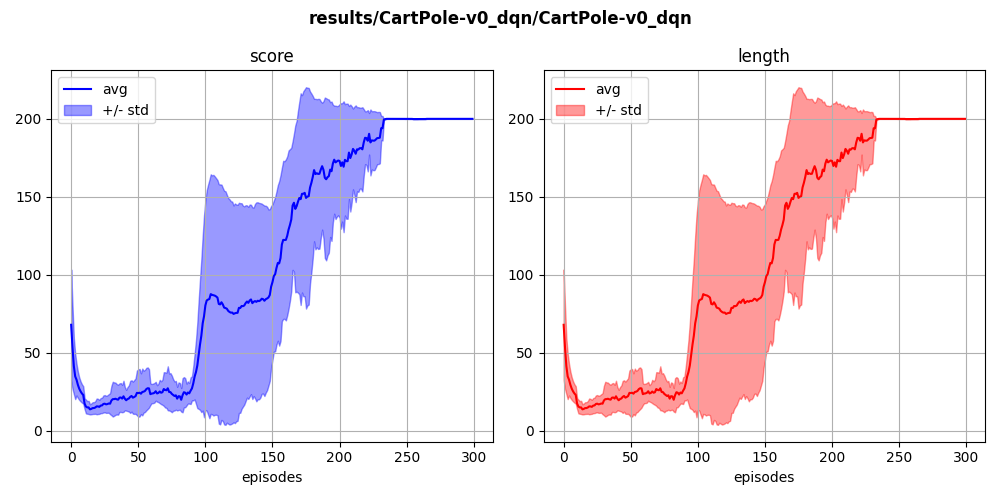 results/CartPole-v0_dqn/CartPole-v0_dqn
score
avg
+/- std
200
150
100
50
0
0 50 100 150 200 250 300
episodes
length
avg
+/- std
200
150
100
50
0
0 50 100 150 200 250 300
episodes